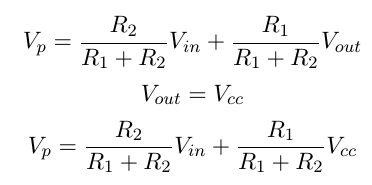 V_p = \frac{R_2}{R_1 + R_2} V_{in} + \frac{R_1}{R_1 + R_2} V_{out}
V_{out} = V_{cc}
V_p = \frac{R_2}{R_1 + R_2} V_{in} + \frac{R_1}{R_1 + R_2} V_{cc}